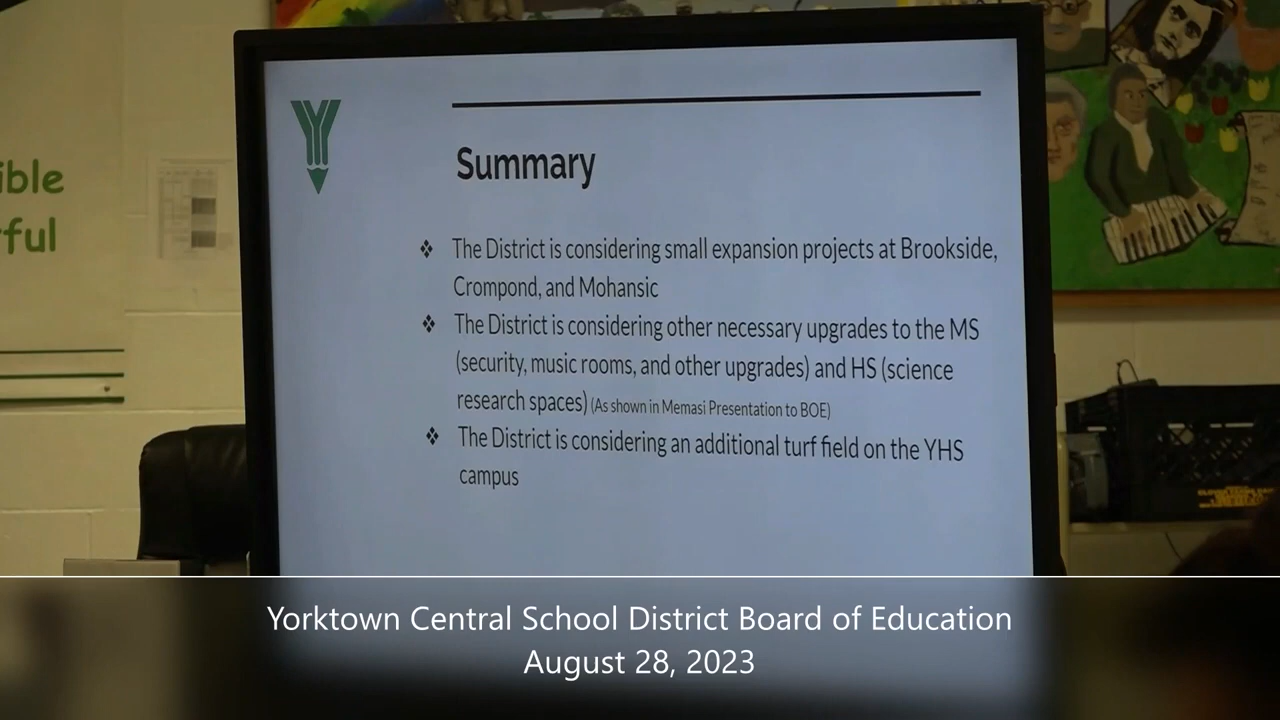 ible
rful
Summary
❖ The District is considering small expansion projects at Brookside,
Crompond, and Mohansic
❖ The District is considering other necessary upgrades to the MS
(security, music rooms, and other upgrades) and HS (science
research spaces) (As shown in Memasi Presentation to BOE)
❖ The District is considering an additional turf field on the YHS
campus
Yorktown Central School District Board of Education
August 28, 2023